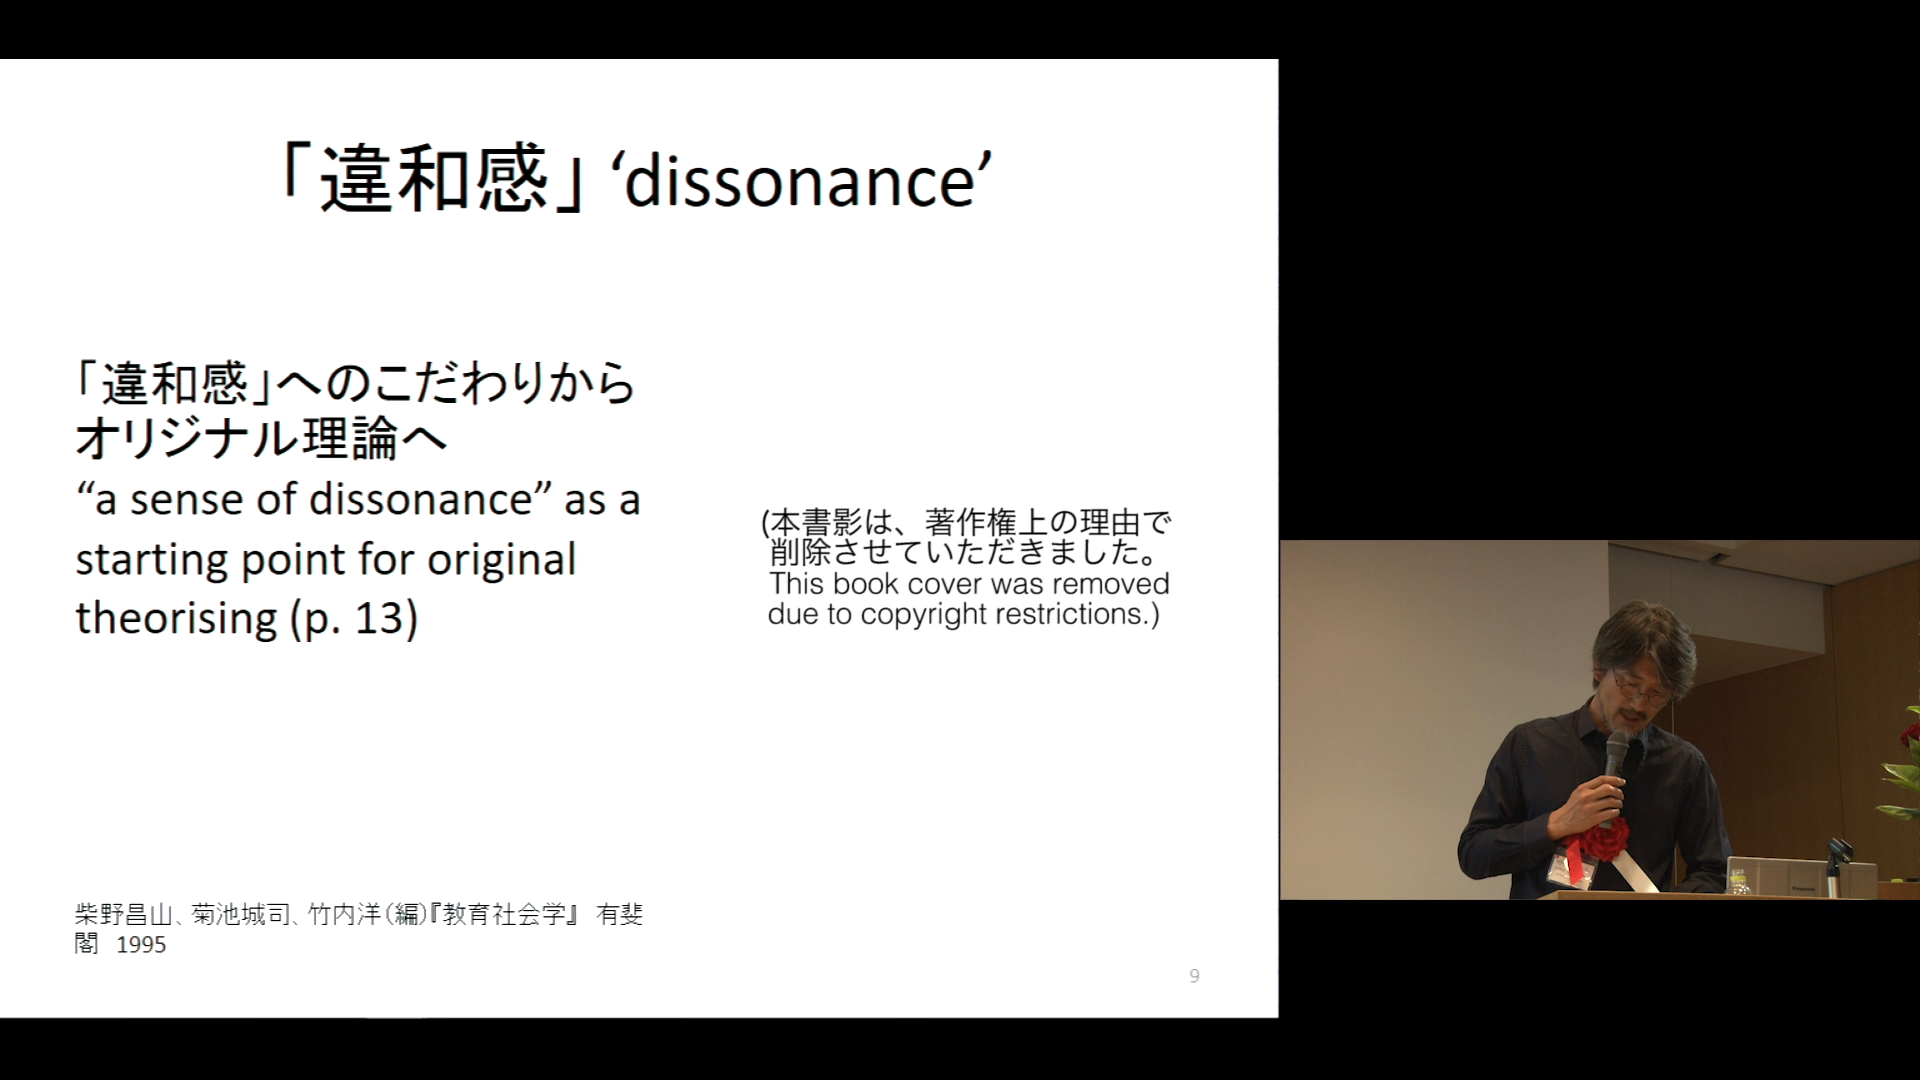 「違和感」 ‘dissonance’
「違和感」へのこだわりから
オリジナル理論へ
“a sense of dissonance” as a
starting point for original
theorising (p. 13)
(本書影は、著作権上の理由で
削除させていただきました。
This book cover was removed
due to copyright restrictions.)
柴野昌山、菊池城司、竹内洋（編）『教育社会学』 有斐
閣 1995
9
Panasonic